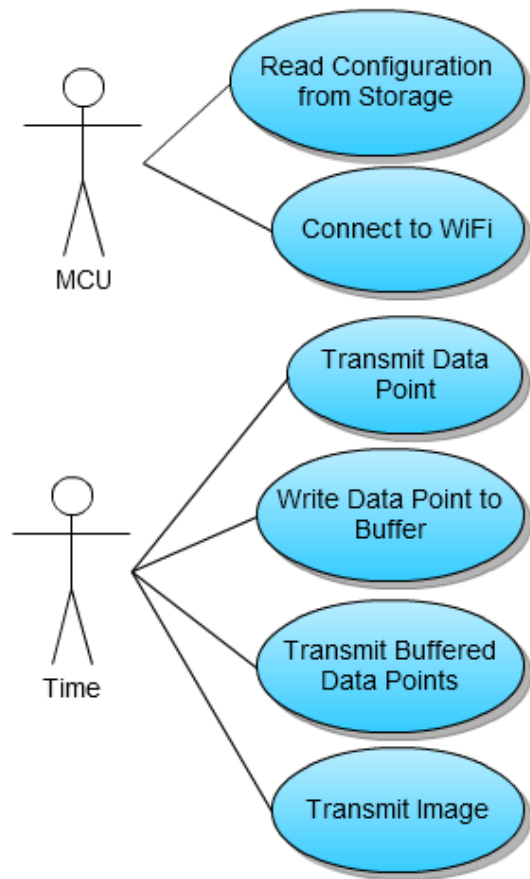 Read Configuration
from Storage
MCU
Connect to WiFi
Transmit Data
Point
Write Data Point to
Buffer
Time
Transmit Buffered
Data Points
Transmit Image